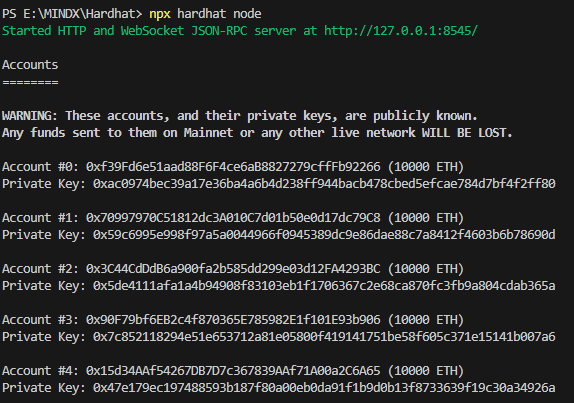 PS E:\MINDX\Hardhat> npx hardhat node
Started HTTP and WebSocket JSON-RPC server at http://127.0.0.1:8545/
Accounts
========
WARNING: These accounts, and their private keys, are publicly known.
Any funds sent to them on Mainnet or any other live network WILL BE LOST.
Account #0: 0xf39Fd6e51aad88F6F4ce6aB8827279cffFb92266 (10000 ETH)
Private Key: 0xac0974bec39a17e36ba4a6b4d238ff944bacb478cbed5efcae784d7bf4f2ff80
Account #1: 0x70997970C51812dc3A010C7d01b50e0d17dc79C8 (10000 ETH)
Private Key: 0x59c6995e998f97a5a0044966f0945389dc9e86dae88c7a8412f4603b6b78690d
Account #2: 0x3C44CdDdB6a900fa2b585dd299e03d12FA4293BC (10000 ETH)
Private Key: 0x5de4111afa1a4b94908f83103eb1f1706367c2e68ca870fc3fb9a804cdab365a
Account #3: 0x90F79bf6EB2c4f870365E785982E1f101E93b906 (10000 ETH)
Private Key: 0x7c852118294e51e653712a81e05800f419141751be58f605c371e15141b007a6
Account #4: 0x15d34AAf54267DB7D7c367839AAf71A00a2C6A65 (10000 ETH)
Private Key: 0x47e179ec197488593b187f80a00eb0da91f1b9d0b13f8733639f19c30a34926a